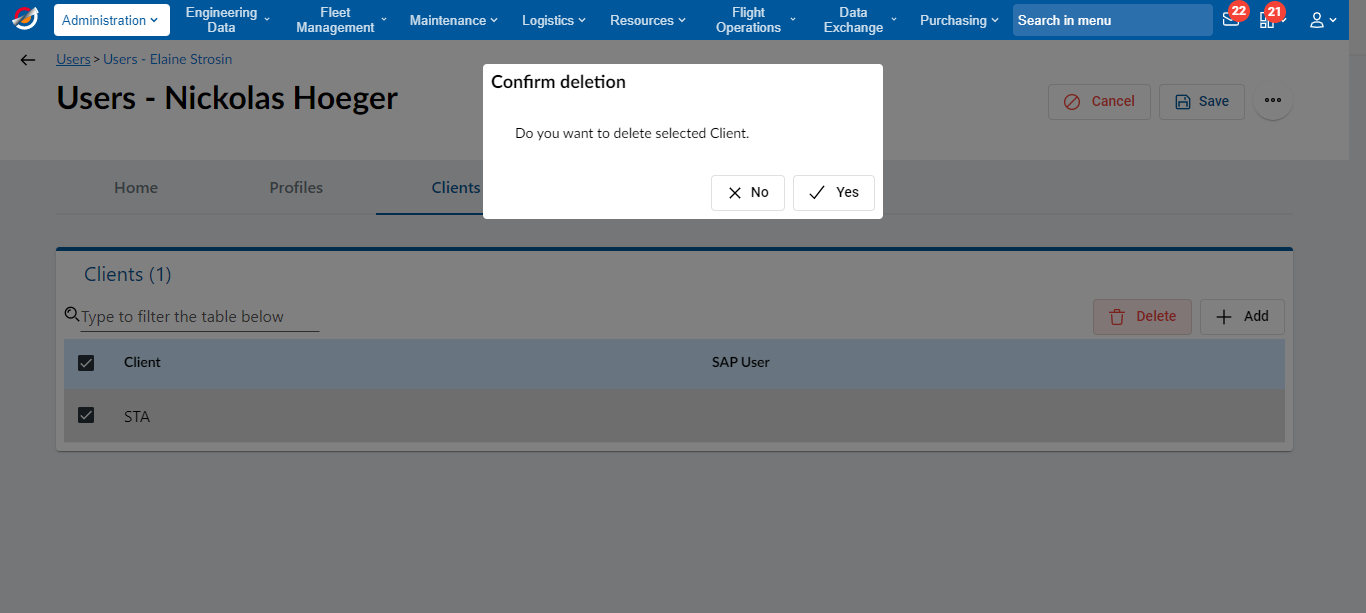 Administration
Engineering Data
Fleet Management
Maintenance
Logistics
Resources
Flight Operations
Data Exchange
Purchasing
Search in menu
22
21
Users > Users - Elaine Strosin
Users - Nickolas Hoeger
Cancel
Save
Confirm deletion
Do you want to delete selected Client.
No
Yes
Home
Profiles
Clients
Clients (1)
Type to filter the table below
Delete
Add
Client
SAP User
STA